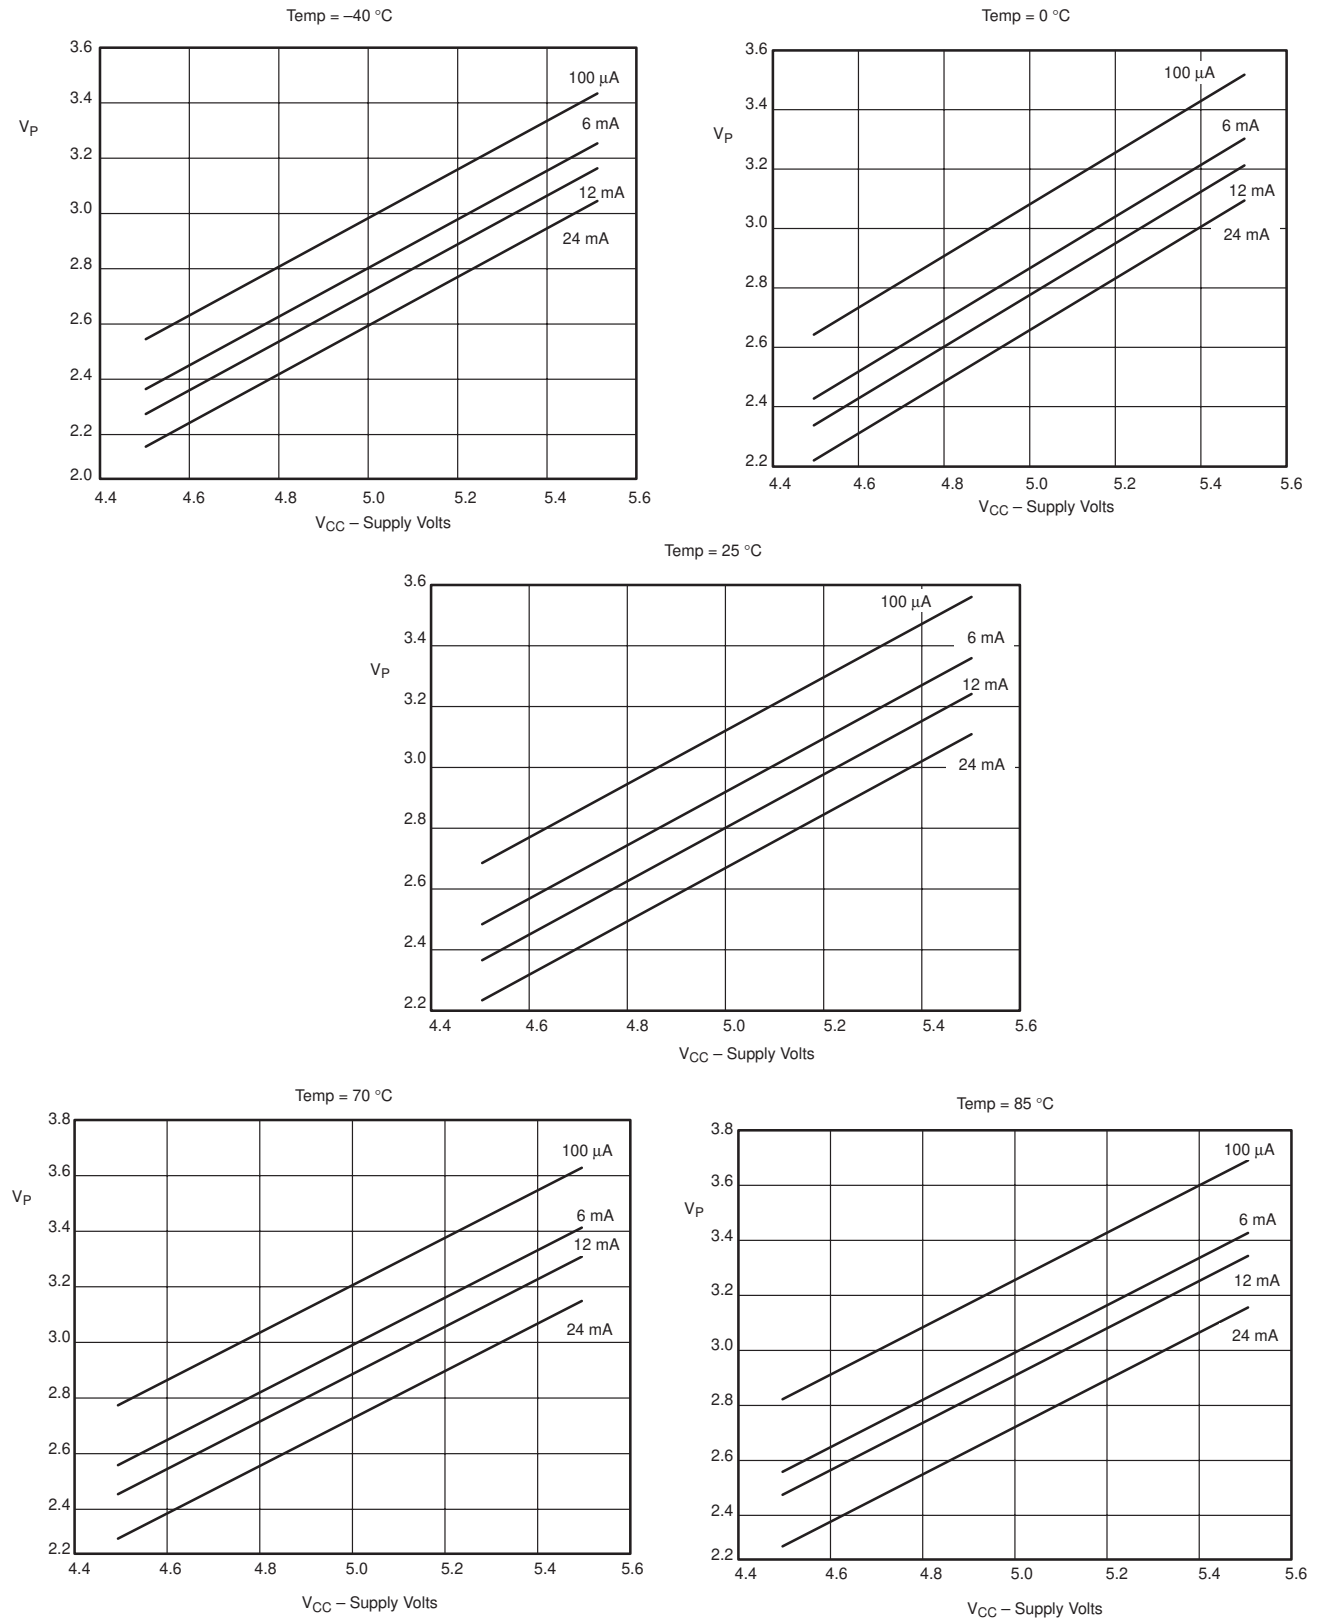 Temp = –40 °C
3.6
3.4
3.2
3.0
2.8
2.6
2.4
2.2
2.0
VP
100 μA
6 mA
12 mA
24 mA
4.4 4.6 4.8 5.0 5.2 5.4 5.6
VCC – Supply Volts
Temp = 0 °C
3.6
3.4
3.2
3.0
2.8
2.6
2.4
2.2
VP
100 μA
6 mA
12 mA
24 mA
4.4 4.6 4.8 5.0 5.2 5.4 5.6
VCC – Supply Volts
Temp = 25 °C
3.6
3.4
3.2
3.0
2.8
2.6
2.4
2.2
VP
100 μA
6 mA
12 mA
24 mA
4.4 4.6 4.8 5.0 5.2 5.4 5.6
VCC – Supply Volts
Temp = 70 °C
3.8
3.6
3.4
3.2
3.0
2.8
2.6
2.4
2.2
VP
100 μA
6 mA
12 mA
24 mA
4.4 4.6 4.8 5.0 5.2 5.4 5.6
VCC – Supply Volts
Temp = 85 °C
3.8
3.6
3.4
3.2
3.0
2.8
2.6
2.4
2.2
VP
100 μA
6 mA
12 mA
24 mA
4.4 4.6 4.8 5.0 5.2 5.4 5.6
VCC – Supply Volts